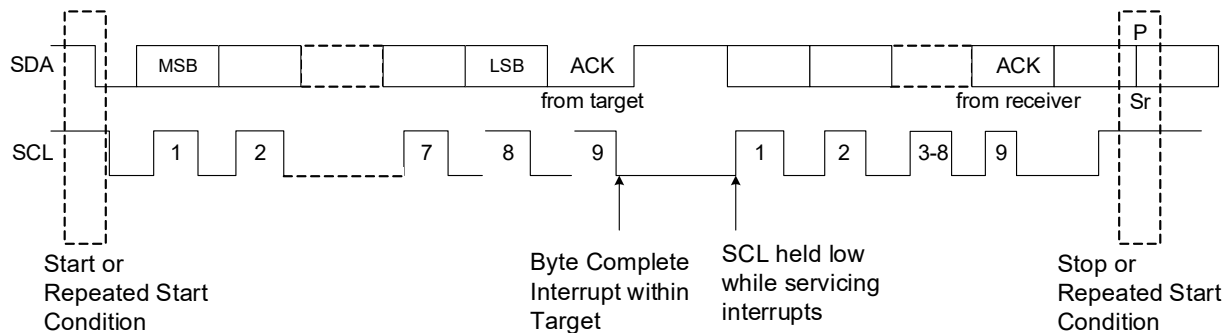 P
SDA MSB LSB ACK ACK
from target from receiver Sr
SCL 1 2 7 8 9 1 2 3-8 9
Start or
Repeated Start
Condition
Byte Complete
Interrupt within
Target
SCL held low
while servicing
interrupts
Stop or
Repeated Start
Condition